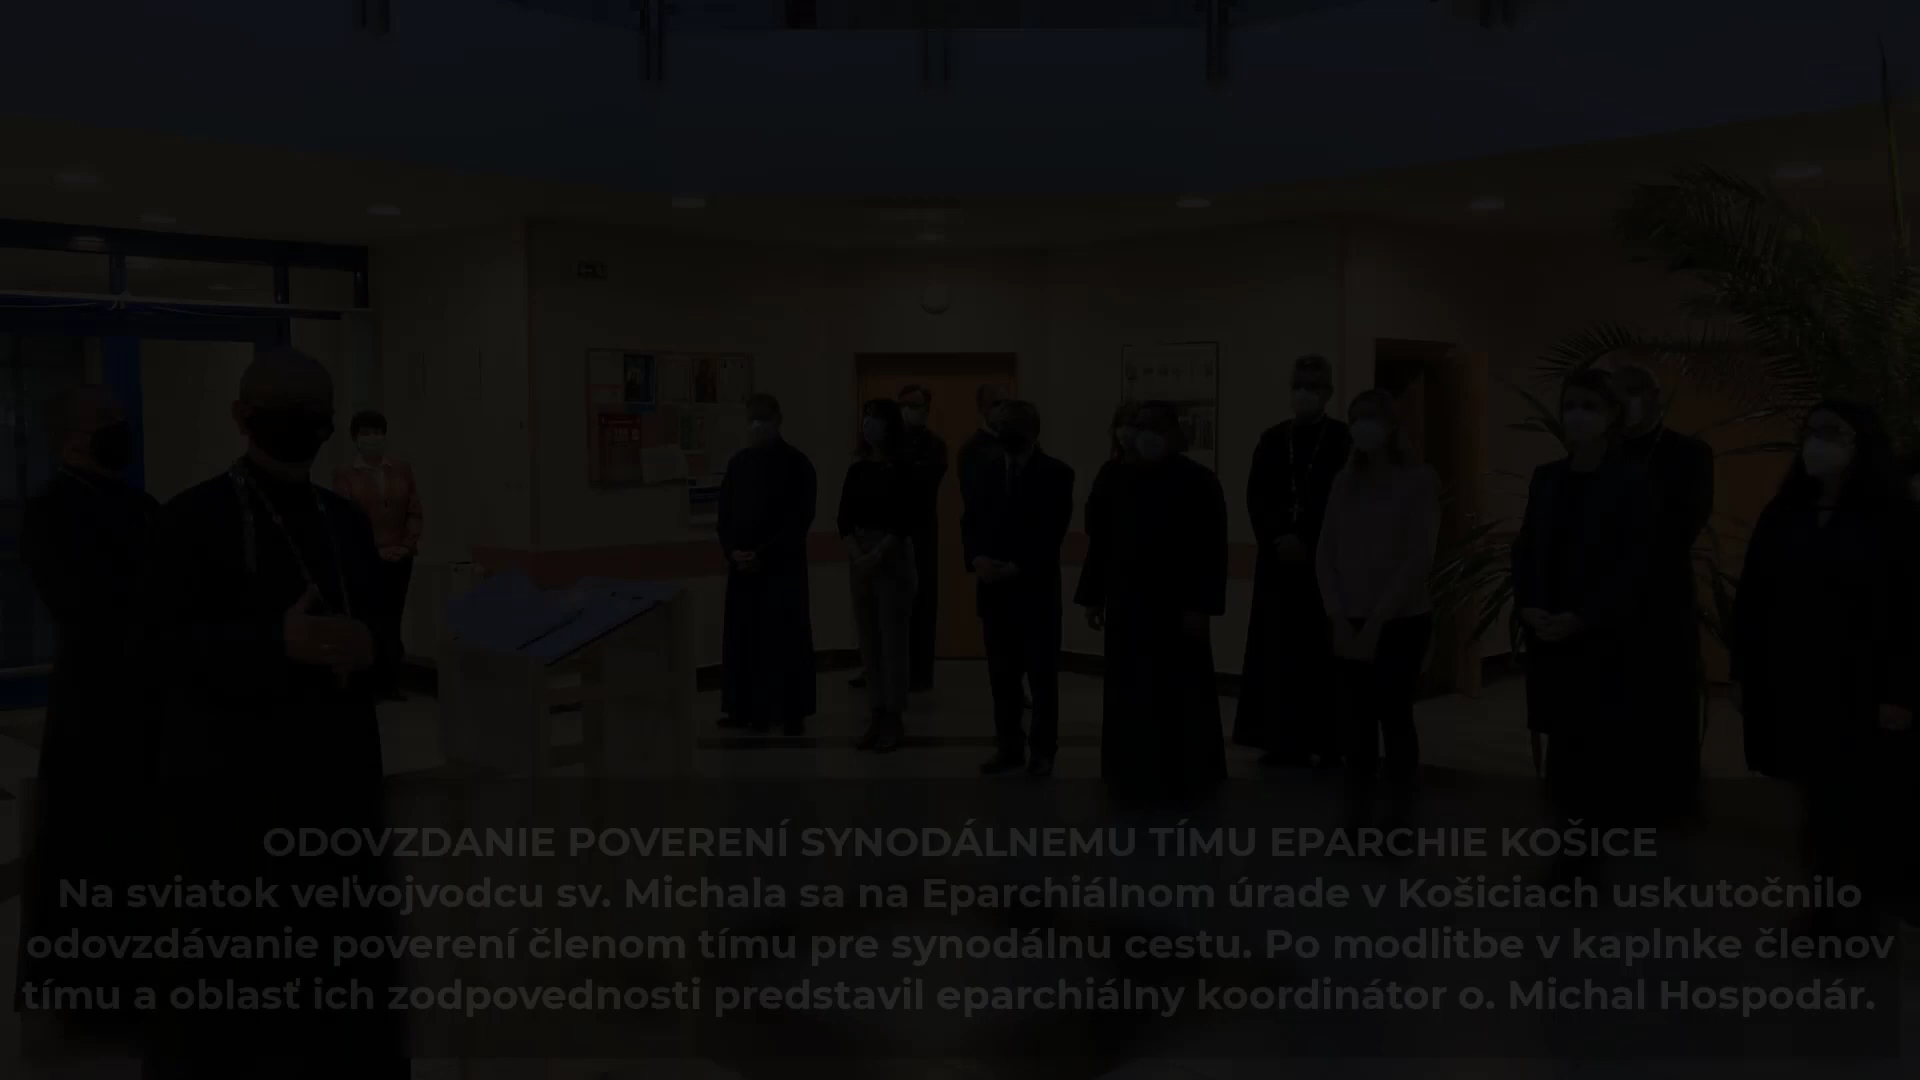 ODOVZDANIE POVERENÍ SYNODÁLNEMU TÍMU EPARCHIE KOŠICE
Na sviatok veľvojvodcu sv. Michala sa na Eparchiálnom úrade v Košiciach uskutočnilo
odovzdávanie poverení členom tímu pre synodálnu cestu. Po modlitbe v kaplnke členov
tímu a oblasť ich zodpovednosti predstavil eparchiálny koordinátor o. Michal Hospodár.